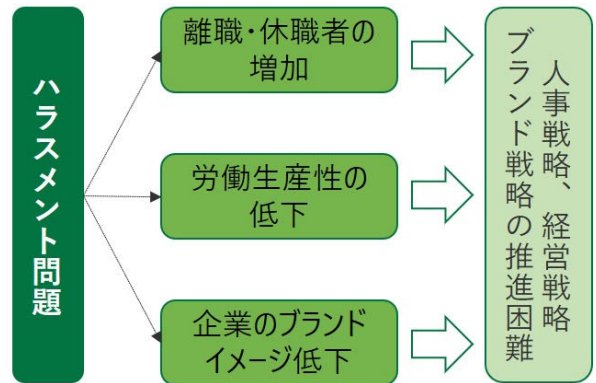 ハラスメント問題
離職・休職者の
増加
労働生産性の
低下
企業のブランド
イメージ低下
人事戦略、経営戦略
ブランド戦略の推進困難